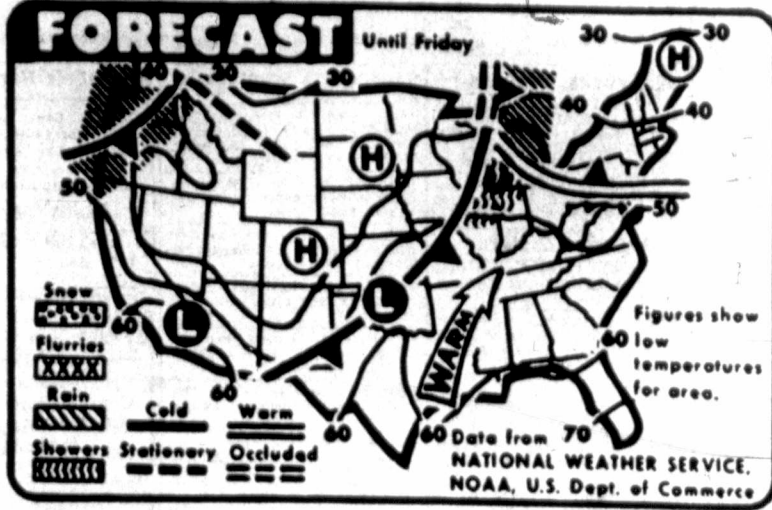 FORECAST Until Friday
30 30
H
40 30 30
40 40
H
50
50
H
L
L
WARM
60
60
60
60
60
70
Snow
Flurries
Rain
Showers
Cold Warm
Stationary Occluded
Figures show
low
temperatures
for area.
Data from
NATIONAL WEATHER SERVICE,
NOAA, U.S. Dept. of Commerce